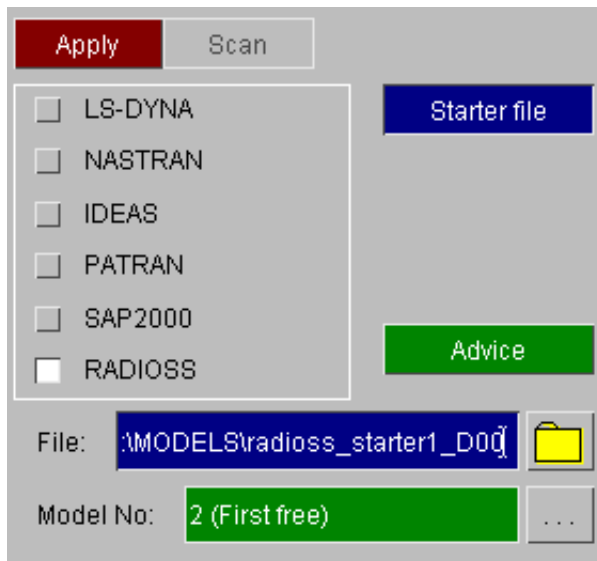 Apply Scan
LS-DYNA Starter file
NASTRAN
IDEAS
PATRAN
SAP2000
Advice
RADIOSS
File: :\MODELS\radioss_starter1_D00
Model No: 2 (First free) ...